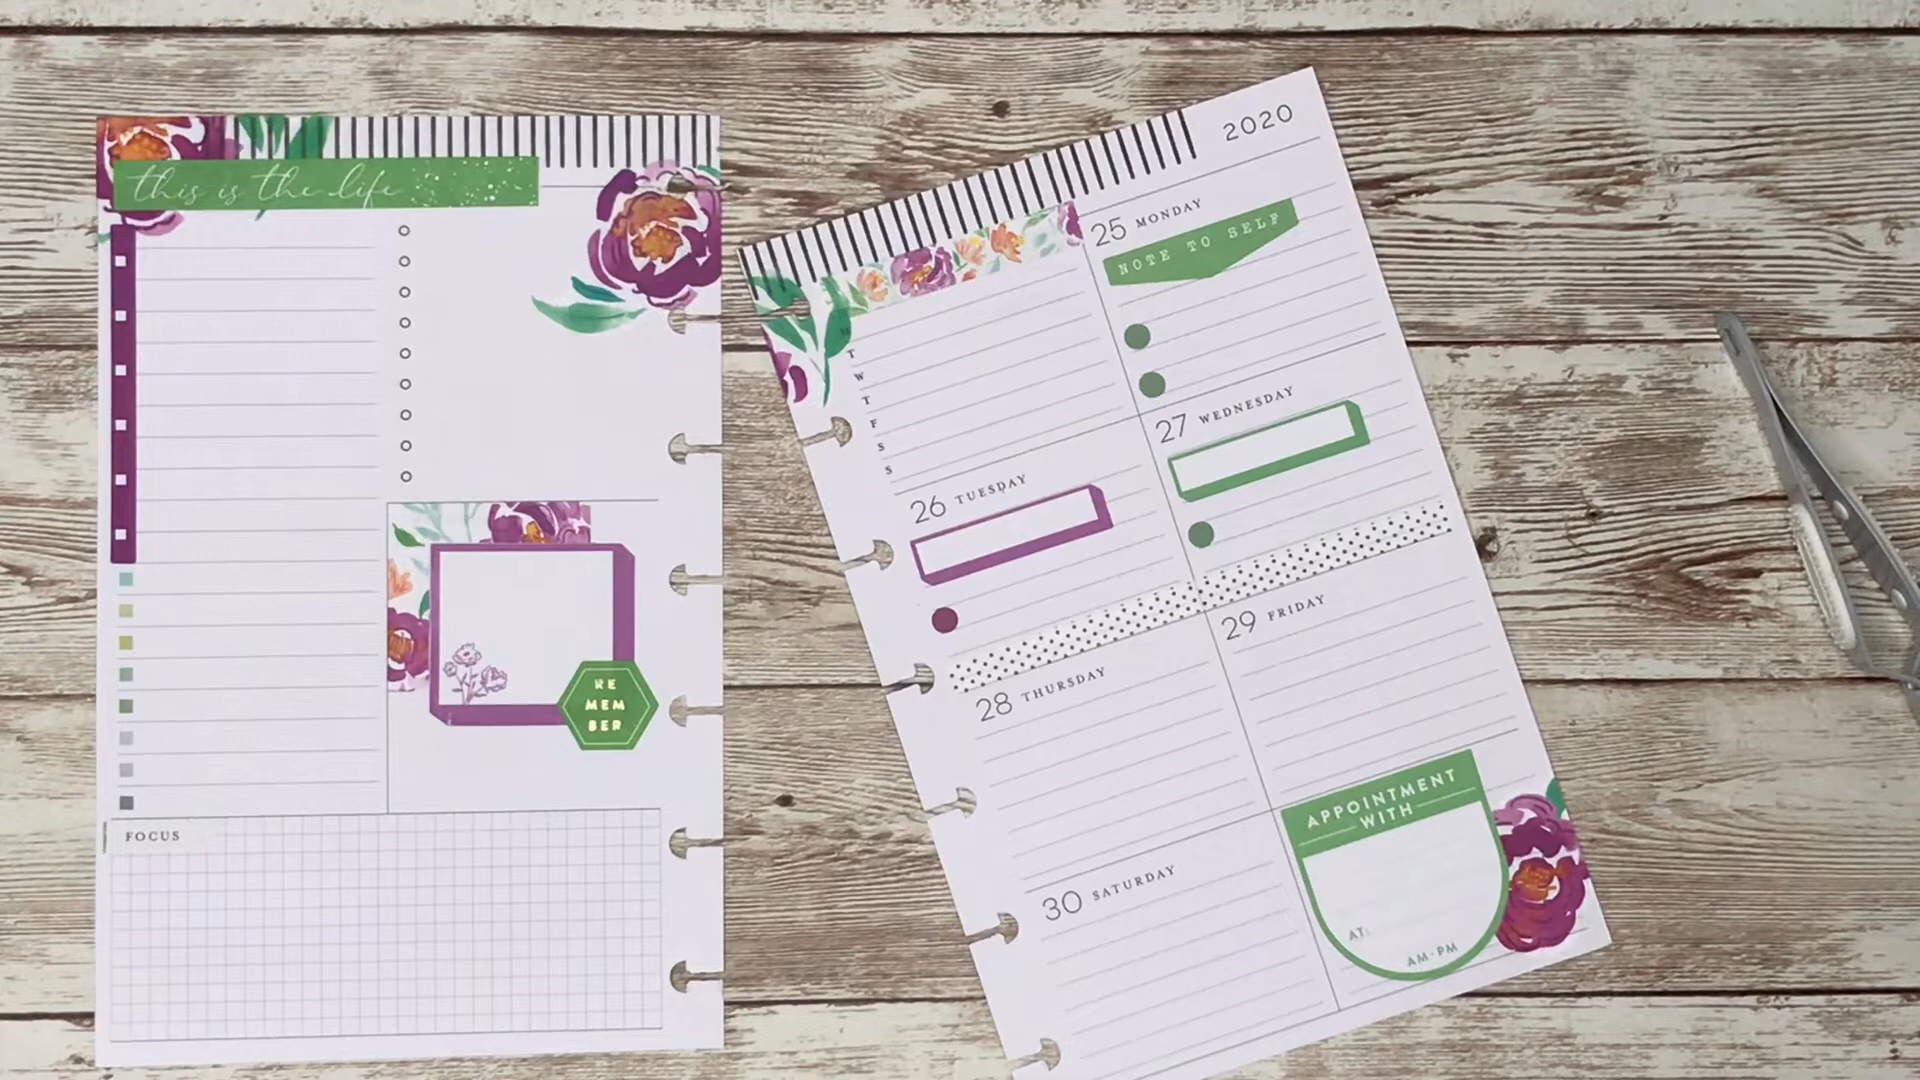 this is the life
RE
MEM
BER
FOCUS
2020
25 MONDAY
NOTE TO SELF
T
W
T
F
S
S
26 TUESDAY
27 WEDNESDAY
28 THURSDAY
29 FRIDAY
30 SATURDAY
APPOINTMENT
WITH
AT:
AM·PM